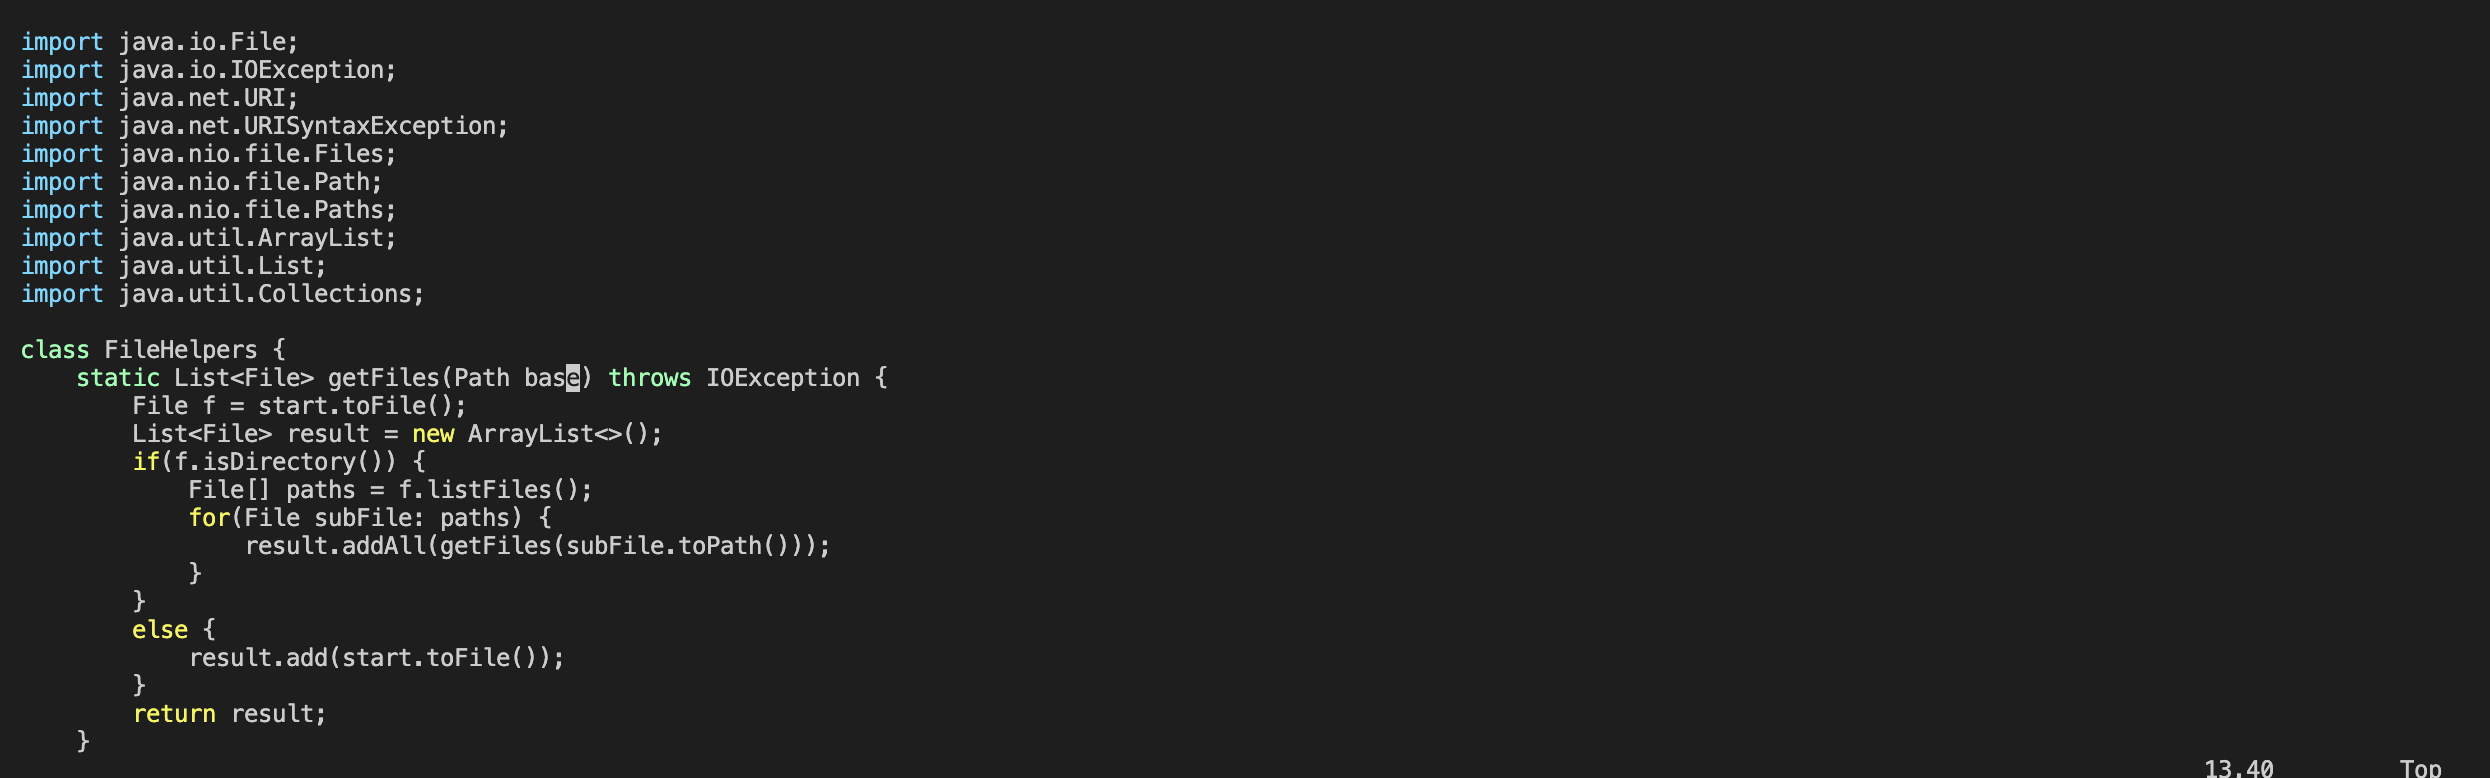 import java.io.File;
import java.io.IOException;
import java.net.URI;
import java.net.URISyntaxException;
import java.nio.file.Files;
import java.nio.file.Path;
import java.nio.file.Paths;
import java.util.ArrayList;
import java.util.List;
import java.util.Collections;

class FileHelpers {
    static List<File> getFiles(Path base) throws IOException {
        File f = start.toFile();
        List<File> result = new ArrayList<>();
        if(f.isDirectory()) {
            File[] paths = f.listFiles();
            for(File subFile: paths) {
                result.addAll(getFiles(subFile.toPath()));
            }
        }
        else {
            result.add(start.toFile());
        }
        return result;
    }
13,40 Top